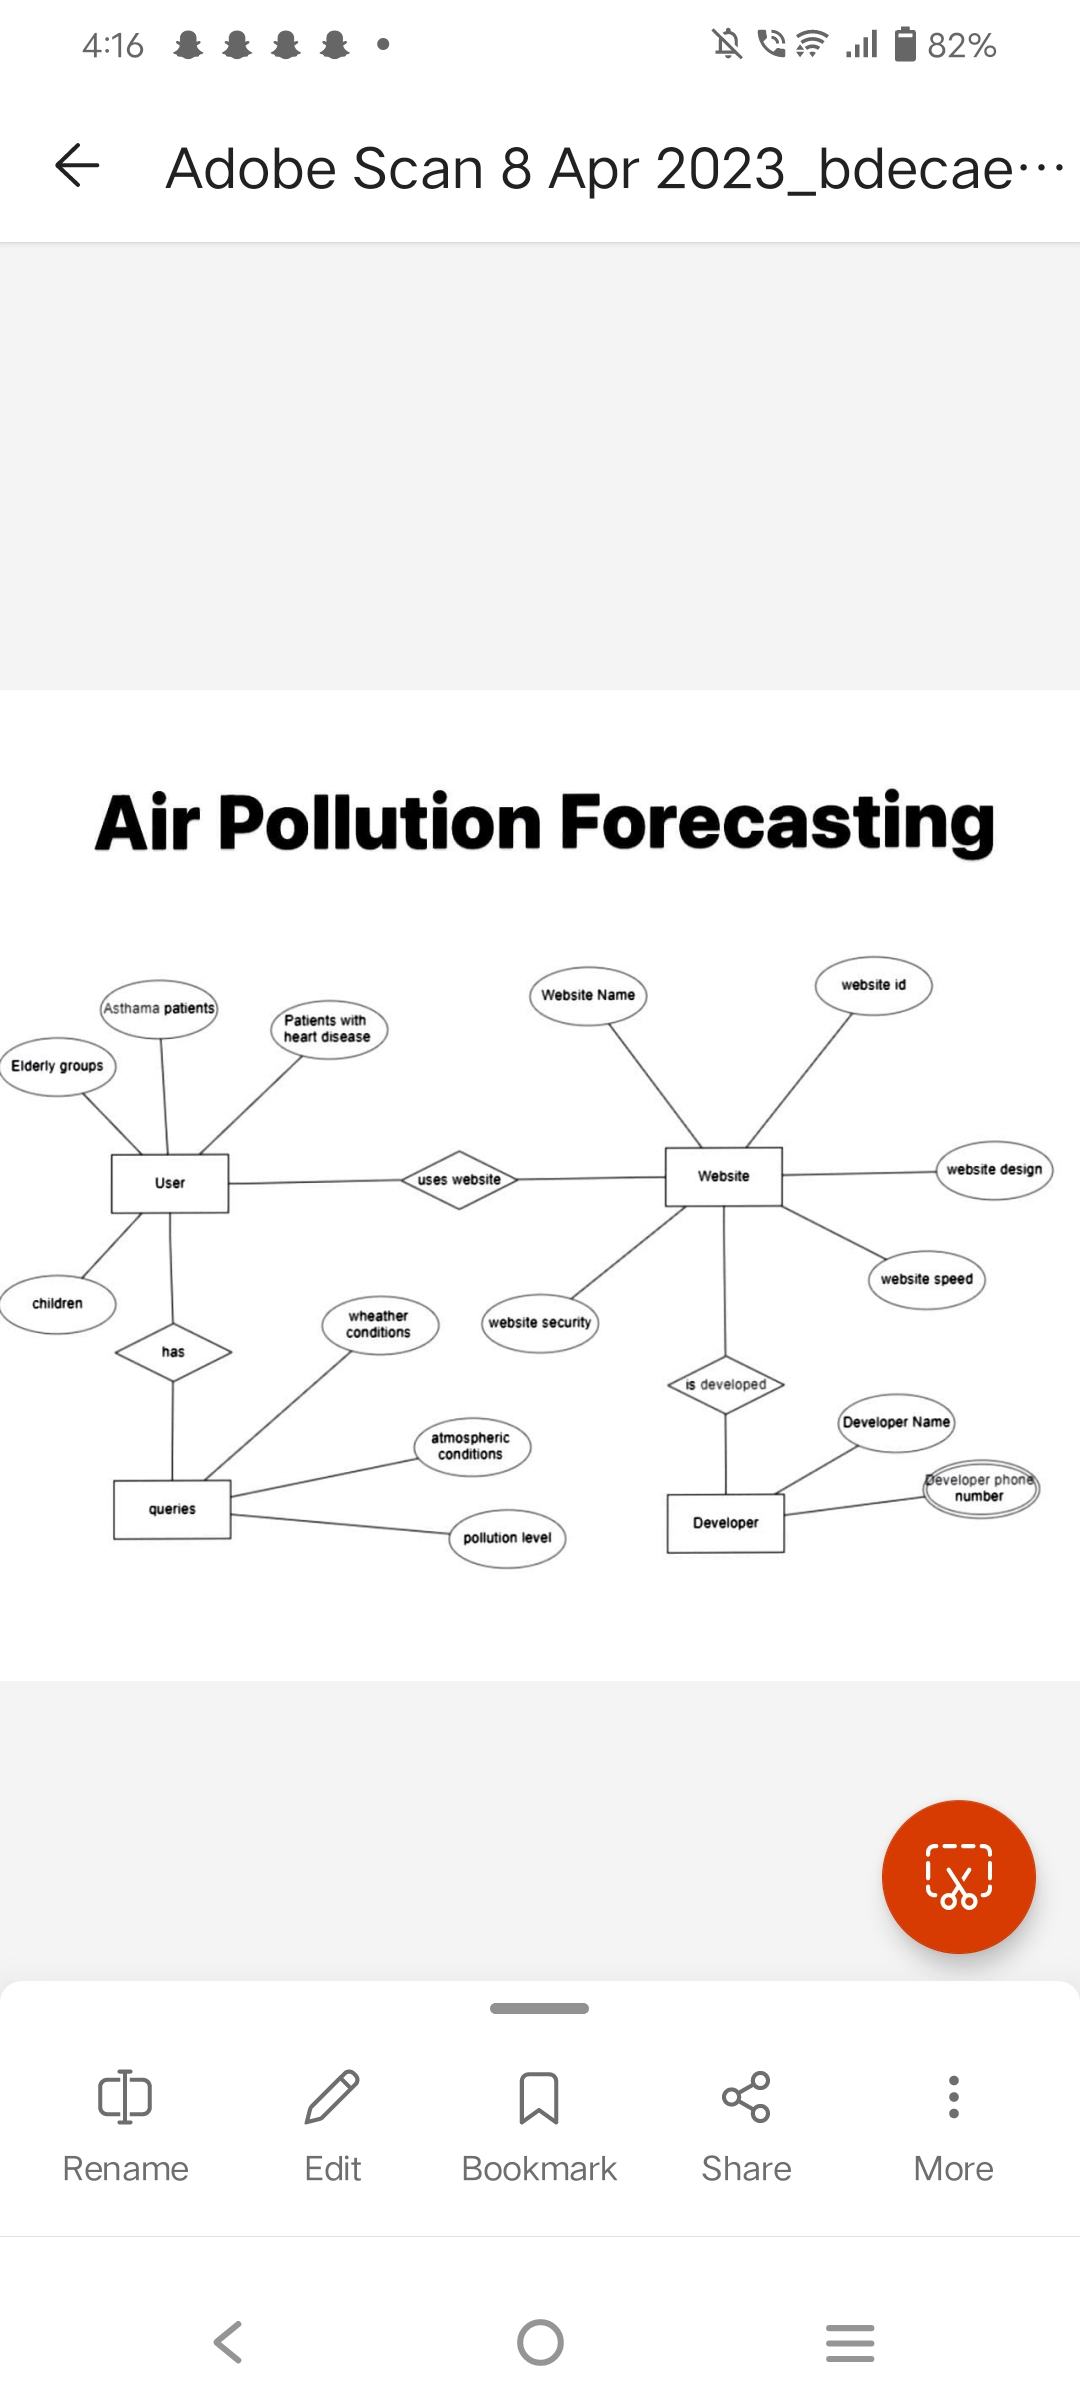 4:16
82%
Adobe Scan 8 Apr 2023_bdecae...
Air Pollution Forecasting
Website Name
website id
Asthama patients
Patients with
heart disease
Elderly groups
User
uses website
Website
website design
children
wheather
conditions
website security
website speed
has
is developed
atmospheric
conditions
Developer Name
Developer phone
number
queries
pollution level
Developer
Rename
Edit
Bookmark
Share
More